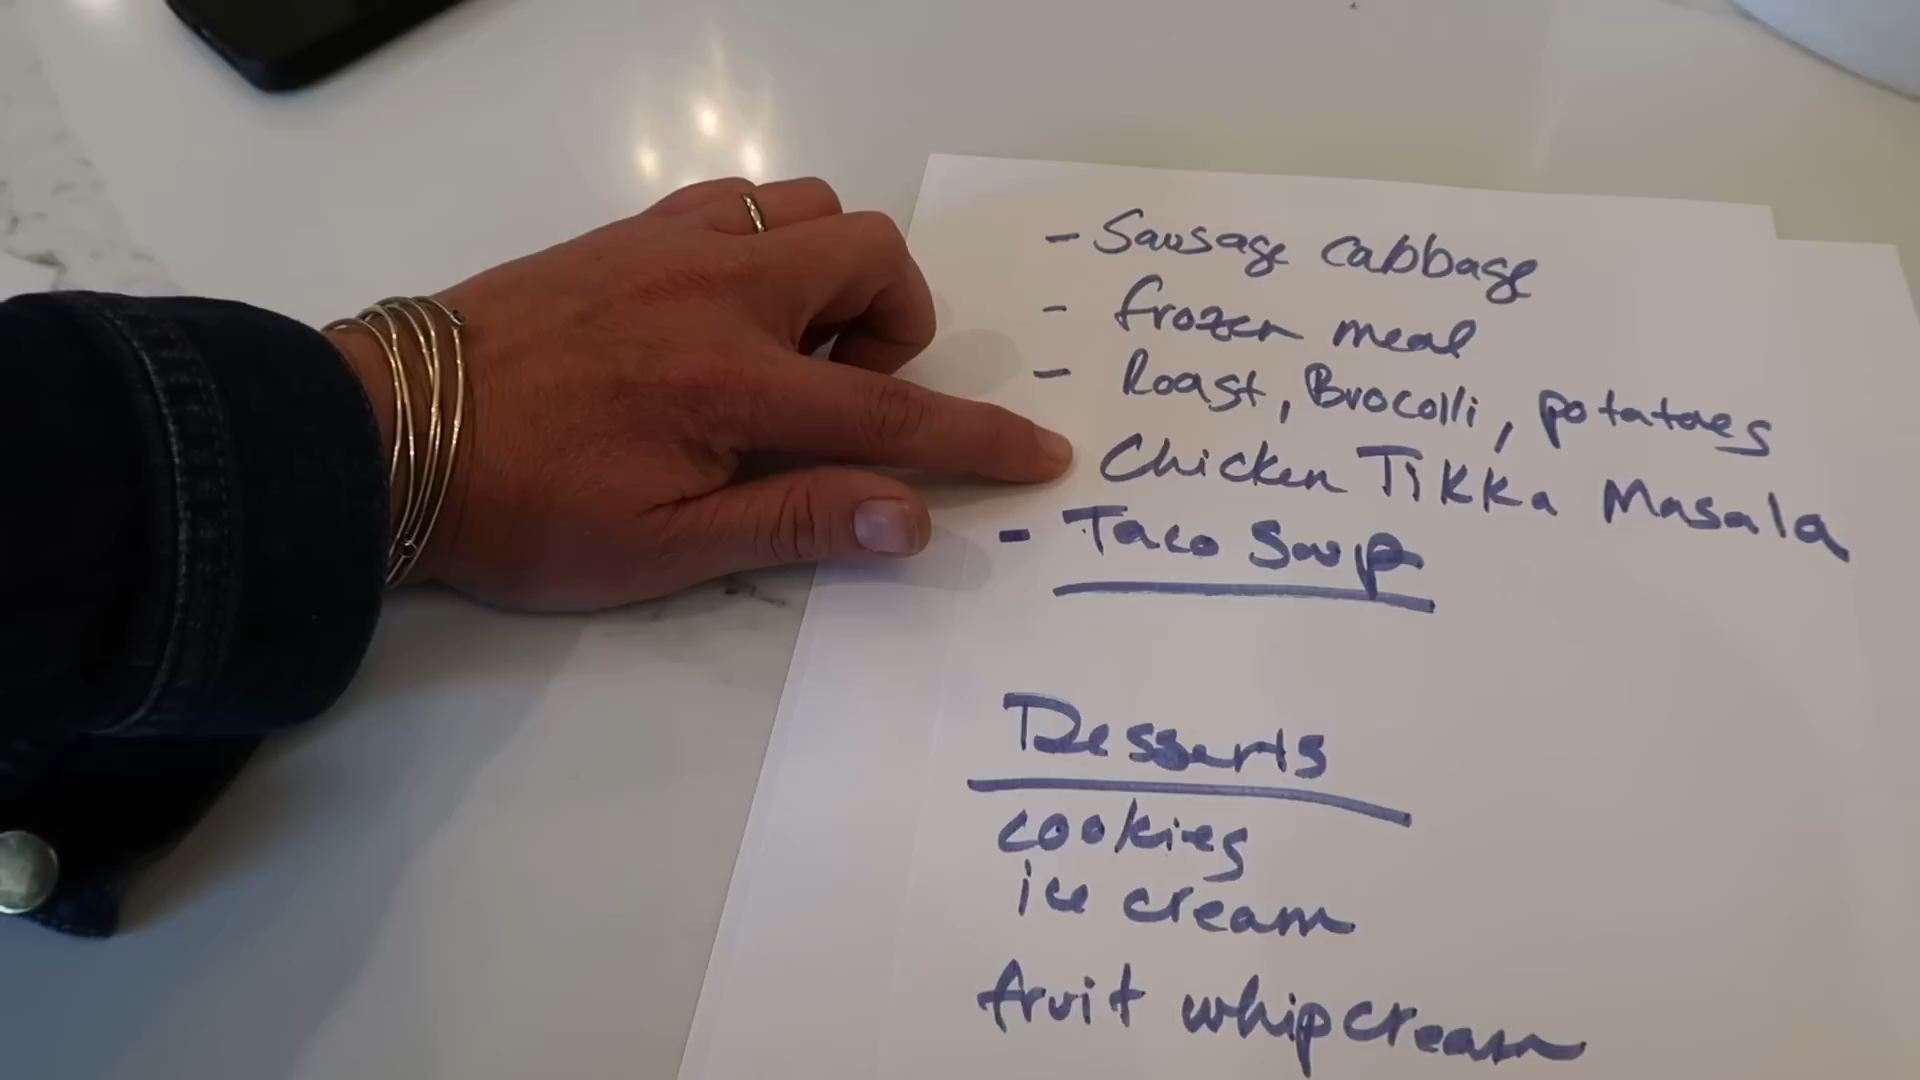 - Sausage cabbage
- frozen meal
- Roast, Brocolli, potatoes
Chicken Tikka Masala
- Taco Soup
Desserts
cookies
ice cream
fruit whipcream